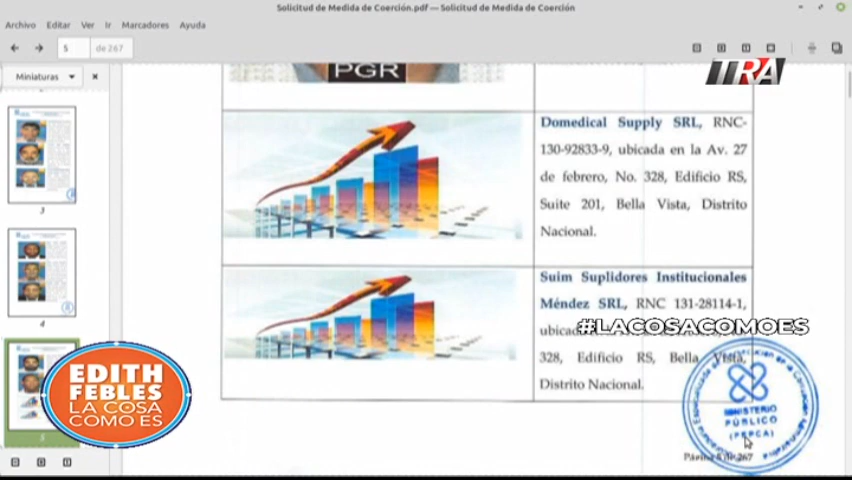 Solicitud de Medida de Coerción.pdf — Solicitud de Medida de Coerción
Archivo Editar Ver Ir Marcadores Ayuda
5 de 267
Miniaturas
3
4
5
PGR
TRA
Domedical Supply SRL, RNC-
130-92833-9, ubicada en la Av. 27
de febrero, No. 328, Edificio RS,
Suite 201, Bella Vista, Distrito
Nacional.
Suim Suplidores Institucionales
Méndez SRL, RNC 131-28114-1,
#LACOSACOMOES
328, Edificio RS, Bella Vista,
Distrito Nacional.
MINISTERIO
PÚBLICO
(PEPCA)
Página 5 de 267
EDITH
FEBLES
LA COSA
COMO ES